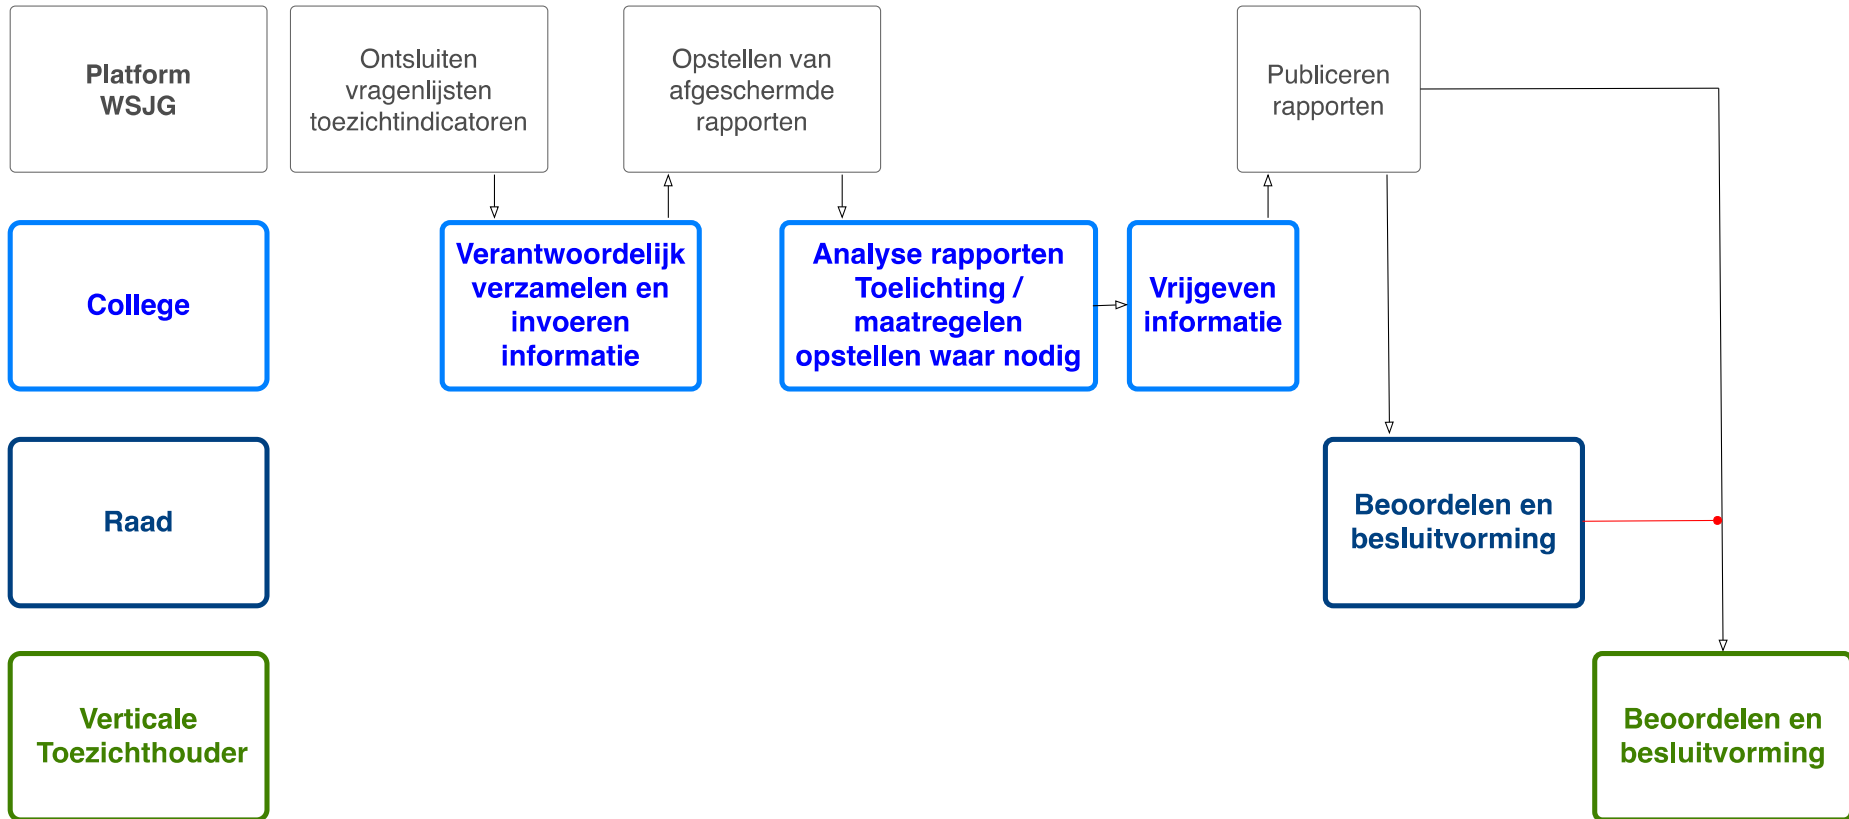 Platform
WSJG
Ontsluiten
vragenlijsten
toezichtindicatoren
Opstellen van
afgeschermde
rapporten
Publiceren
rapporten
College
Verantwoordelijk
verzamelen en
invoeren
informatie
Analyse rapporten
Toelichting /
maatregelen
opstellen waar nodig
Vrijgeven
informatie
Raad
Beoordelen en
besluitvorming
Verticale
Toezichthouder
Beoordelen en
besluitvorming